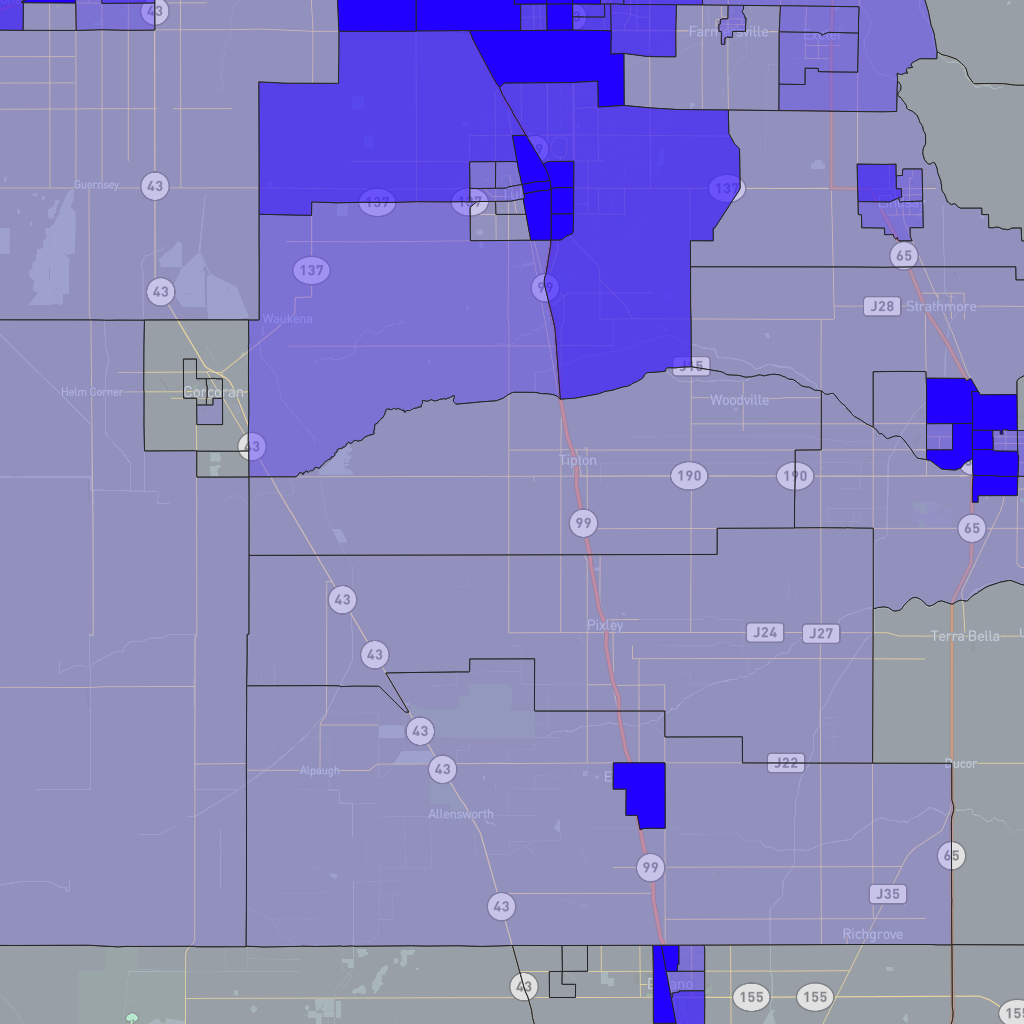 43
Farmersville
Exeter
99
Guernsey
43
137
137
137
Lindsay
65
137
43
99
J28
Strathmore
Waukena
J15
Helm Corner
Corcoran
Woodville
43
Tipton
190
190
99
65
43
Pixley
J24
J27
Terra Bella
43
43
Alpaugh
43
J22
Ducor
Allensworth
65
99
J35
43
Richgrove
43
Delano
155
155
155